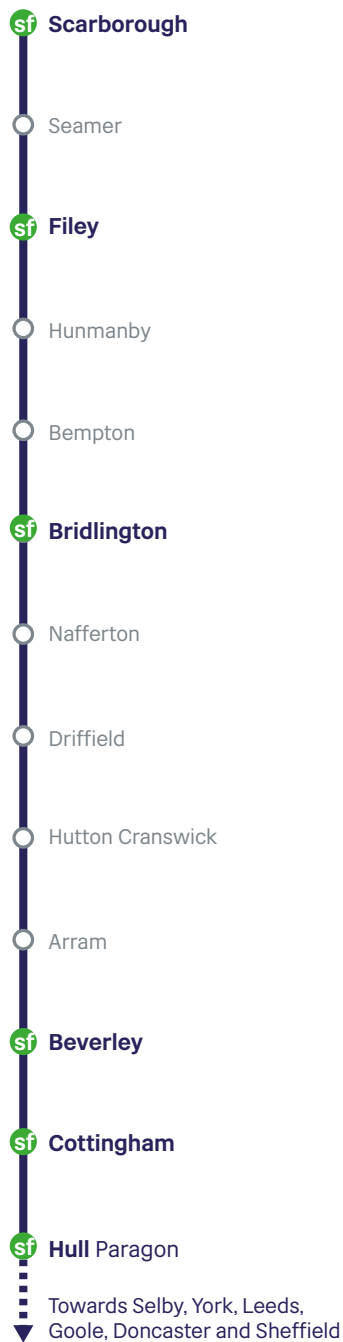 sf Scarborough
Seamer
sf Filey
Hunmanby
Bempton
sf Bridlington
Nafferton
Driffield
Hutton Cranswick
Arram
sf Beverley
sf Cottingham
sf Hull Paragon
Towards Selby, York, Leeds,
Goole, Doncaster and Sheffield